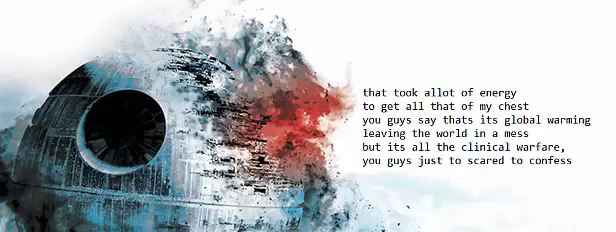 that took allot of energy
to get all that of my chest
you guys say thats its global warming
leaving the world in a mess
but its all the clinical warfare,
you guys just to scared to confess